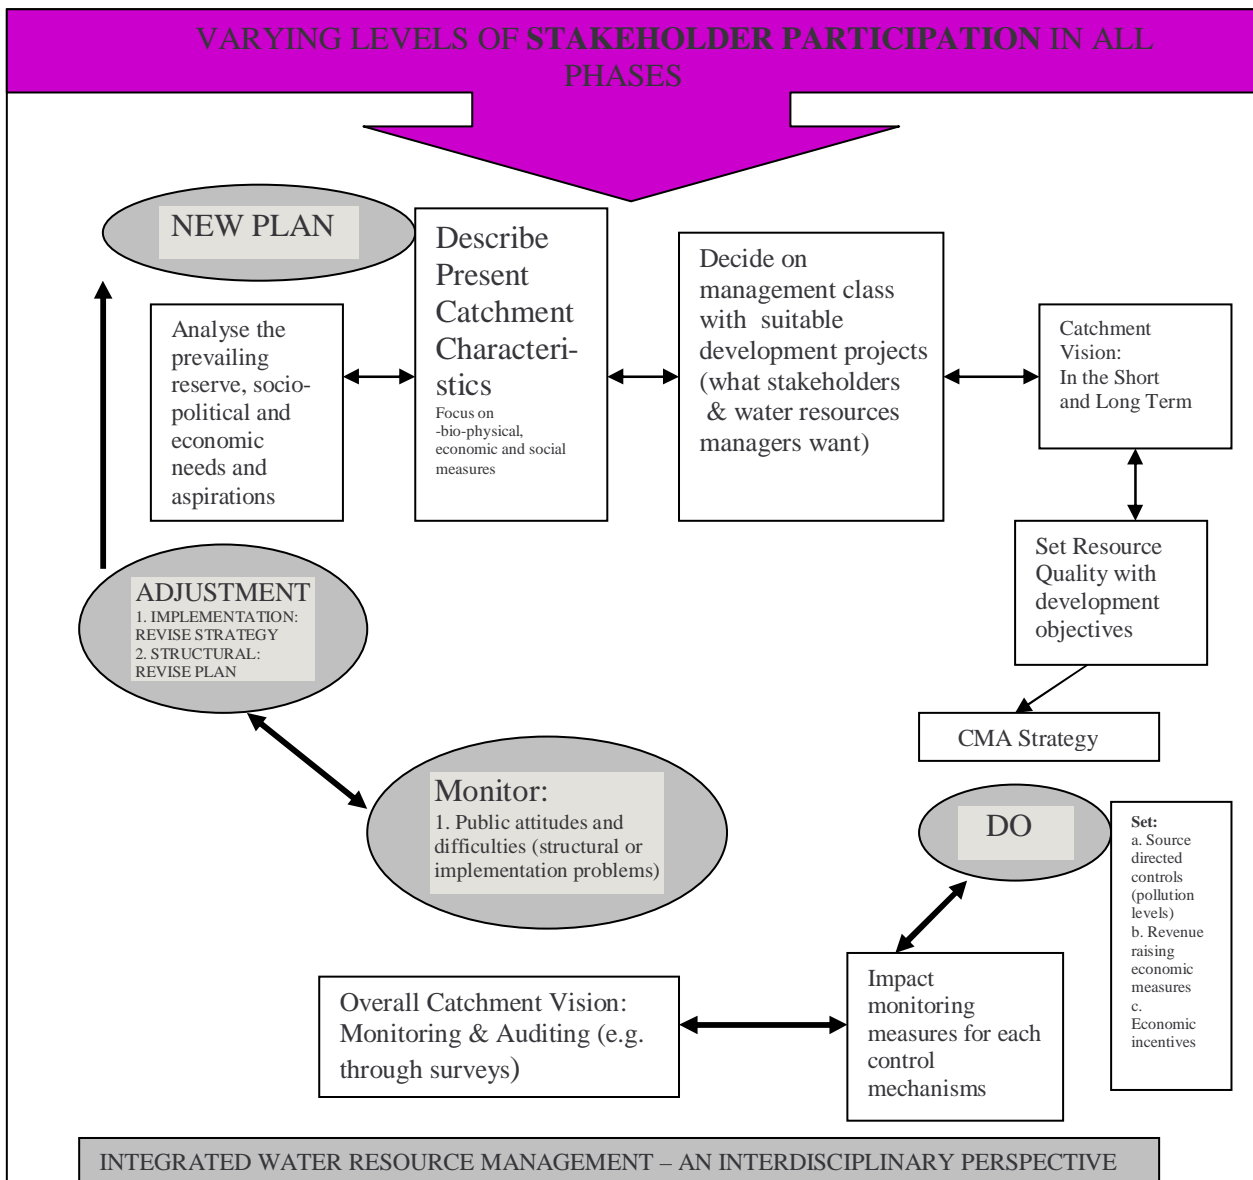 VARYING LEVELS OF STAKEHOLDER PARTICIPATION IN ALL
PHASES
NEW PLAN
Analyse the
prevailing
reserve, socio-
political and
economic
needs and
aspirations
Describe
Present
Catchment
Characteri-
stics
Focus on
-bio-physical,
economic and social
measures
Decide on
management class
with suitable
development projects
(what stakeholders
& water resources
managers want)
Catchment
Vision:
In the Short
and Long Term
Set Resource
Quality with
development
objectives
CMA Strategy
ADJUSTMENT
1. IMPLEMENTATION:
REVISE STRATEGY
2. STRUCTURAL:
REVISE PLAN
Monitor:
1. Public attitudes and
difficulties (structural or
implementation problems)
DO
Set:
a. Source
directed
controls
(pollution
levels)
b. Revenue
raising
economic
measures
c.
Economic
incentives
Impact
monitoring
measures for each
control
mechanisms
Overall Catchment Vision:
Monitoring & Auditing (e.g.
through surveys)
INTEGRATED WATER RESOURCE MANAGEMENT – AN INTERDISCIPLINARY PERSPECTIVE